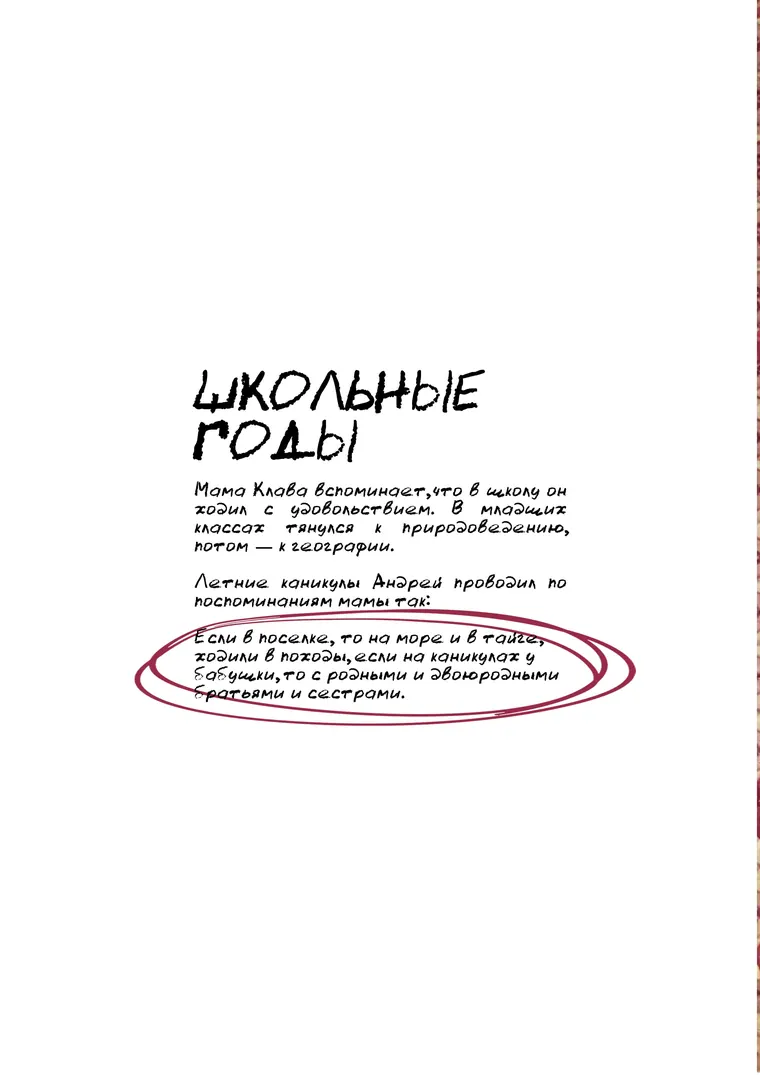 ШКОЛЬНЫЕ
ГОДЫ
Мама Клава вспоминает, что в школу он
ходил с удовольствием. В младших
классах тянулся к природоведению,
потом — к географии.
Летние каникулы Андрей проводил по
поспоминаниям мамы так:
Если в поселке, то на море и в тайге,
ходили в походы, если на каникулах у
бабушки, то с родными и двоюродными
братьями и сестрами.